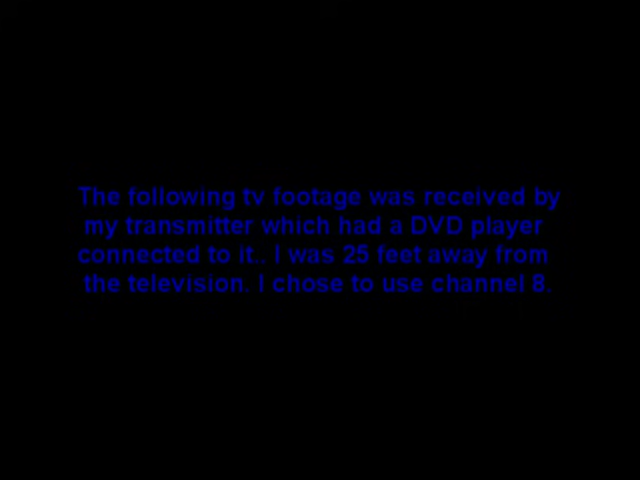 The following tv footage was received by
my transmitter which had a DVD player
connected to it.. I was 25 feet away from
the television. I chose to use channel 8.